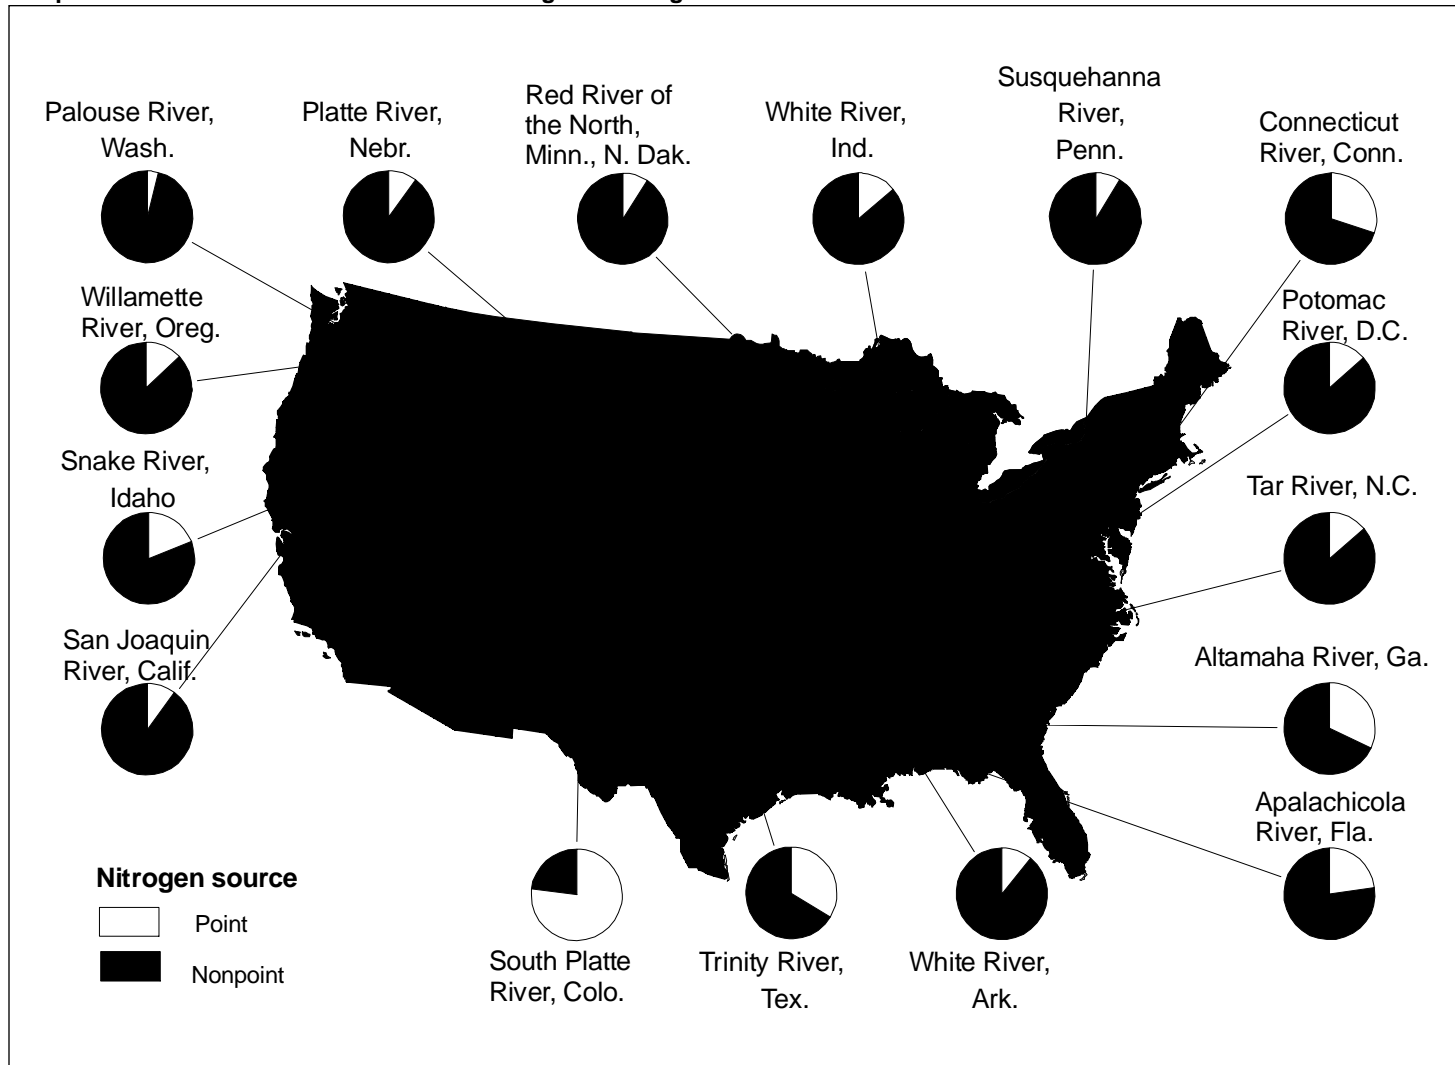 Palouse River,
Wash.
Platte River,
Nebr.
Red River of
the North,
Minn., N. Dak.
White River,
Ind.
Susquehanna
River,
Penn.
Connecticut
River, Conn.
Willamette
River, Oreg.
Potomac
River, D.C.
Snake River,
Idaho
Tar River, N.C.
San Joaquin
River, Calif.
Altamaha River, Ga.
Apalachicola
River, Fla.
Nitrogen source
Point
Nonpoint
South Platte
River, Colo.
Trinity River,
Tex.
White River,
Ark.